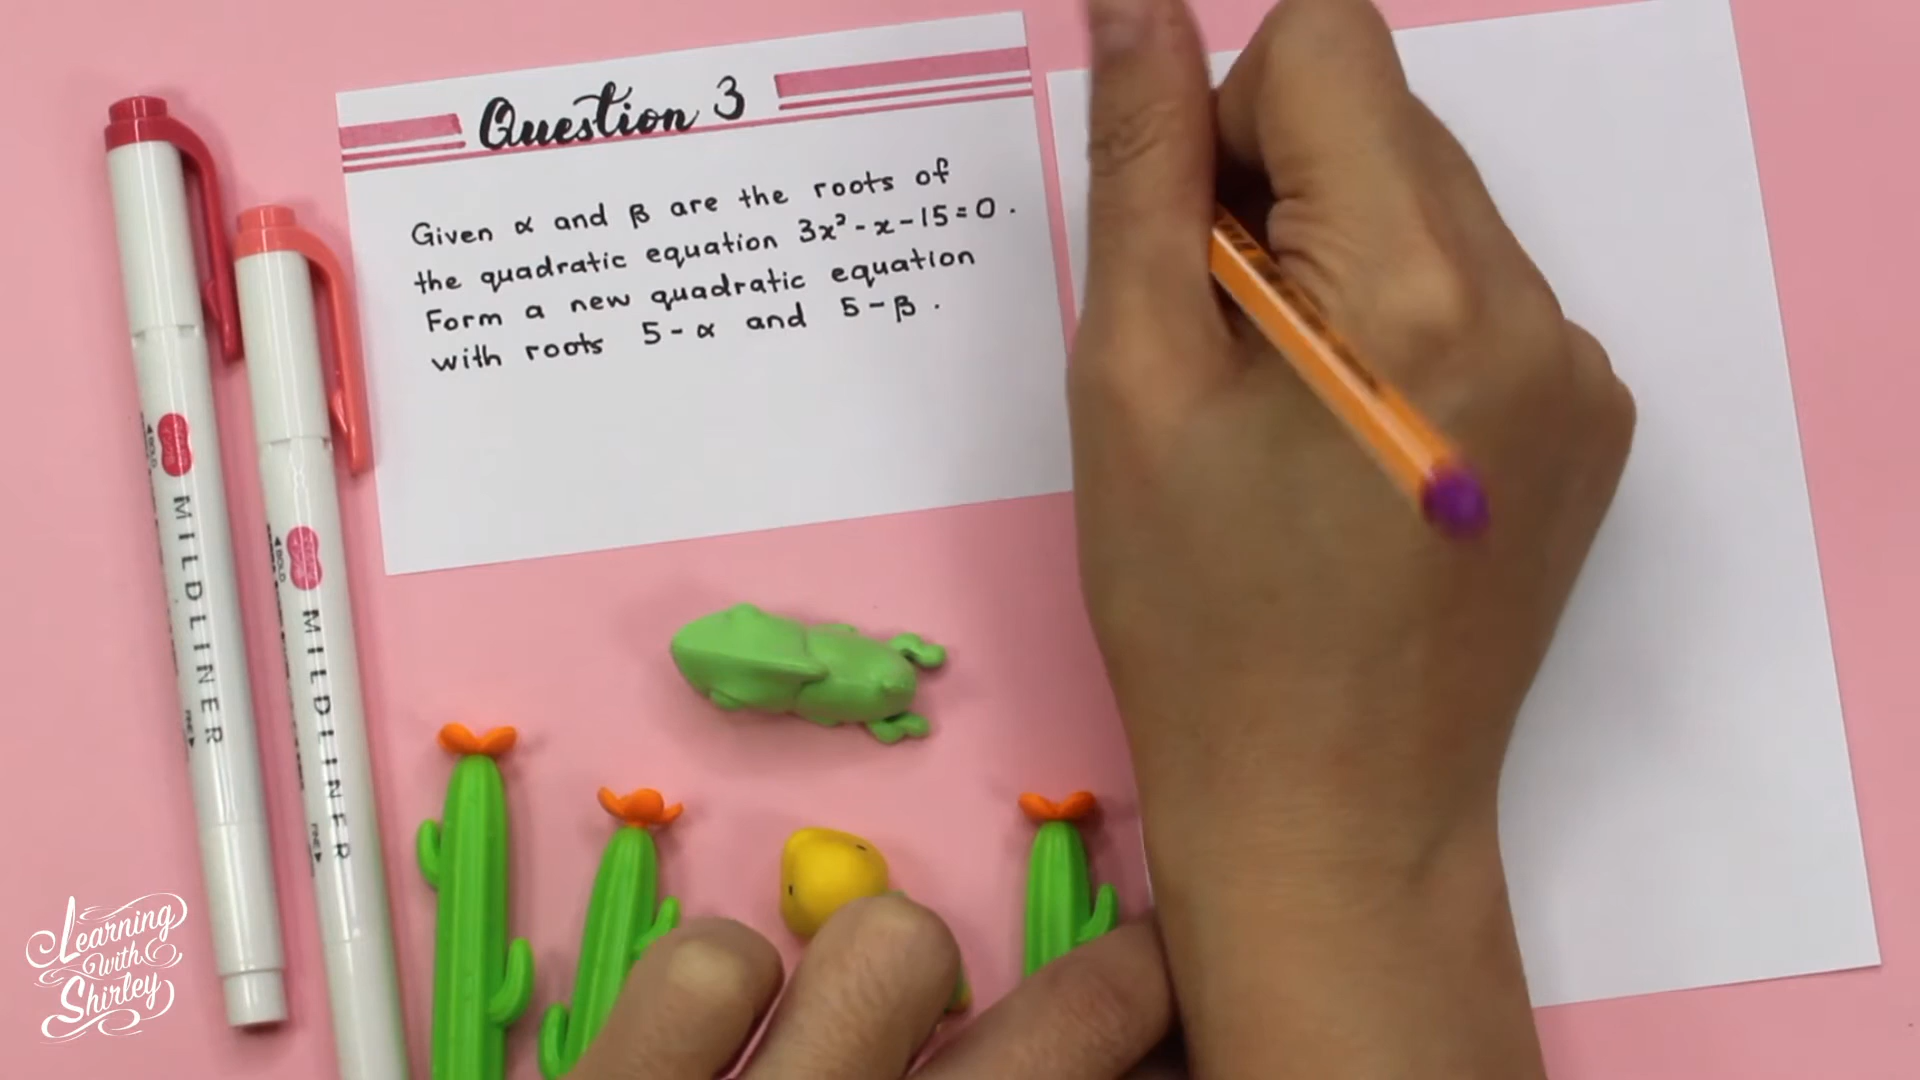 Question 3
Given α and β are the roots of
the quadratic equation 3x² - x - 15 = 0.
Form a new quadratic equation
with roots 5 - α and 5 - β.
MILDLINER
MILDLINER
Learning
with
Shirley